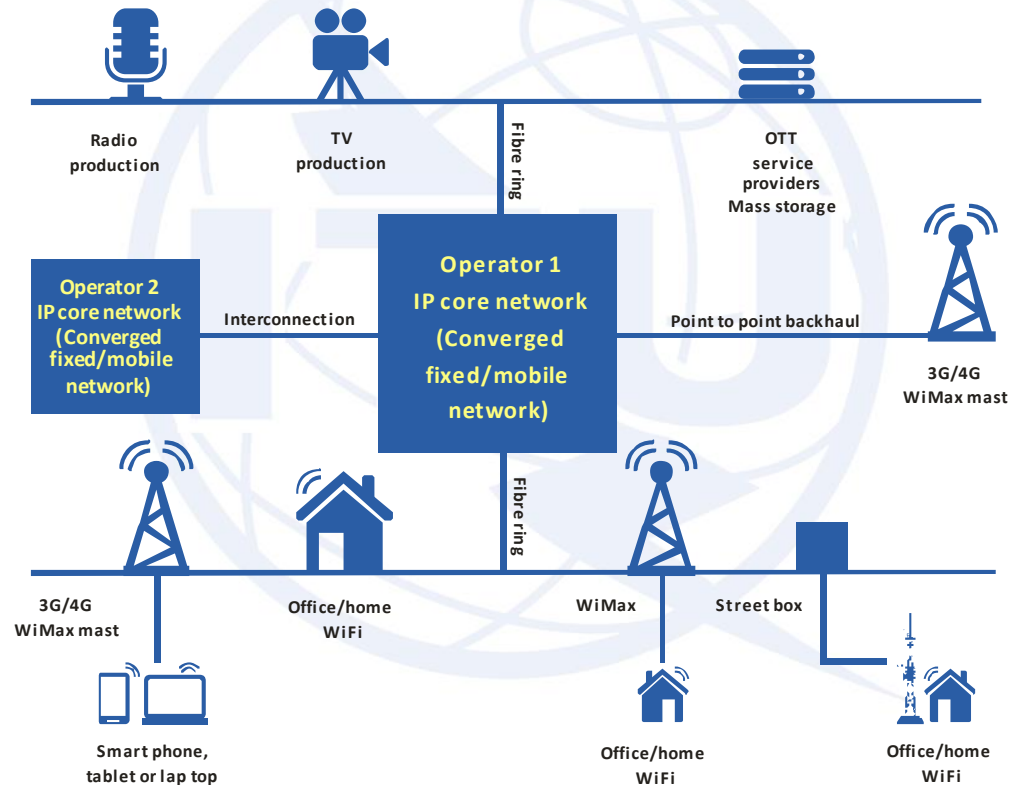 Radio
production
TV
production
Fibre ring
OTT
service
providers
Mass storage
Operator 2
IP core network
(Converged
fixed/mobile
network)
Interconnection
Operator 1
IP core network
(Converged
fixed/mobile
network)
Point to point backhaul
3G/4G
WiMax mast
Fibre ring
3G/4G
WiMax mast
Office/home
WiFi
WiMax
Street box
Smart phone,
tablet or lap top
Office/home
WiFi
Office/home
WiFi
ITU